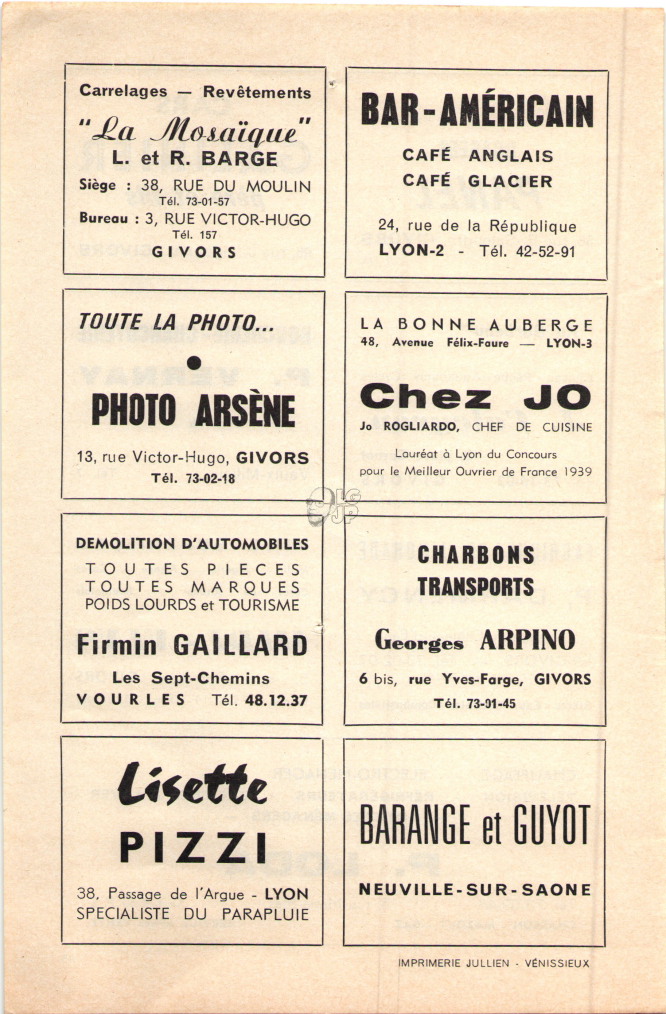 Carrelages — Revêtements
"La Mosaïque"
L. et R. BARGE
Siège : 38, RUE DU MOULIN
Tél. 73-01-57
Bureau : 3, RUE VICTOR-HUGO
Tél. 157
GIVORS
BAR-AMÉRICAIN
CAFÉ ANGLAIS
CAFÉ GLACIER
24, rue de la République
LYON-2 - Tél. 42-52-91
TOUTE LA PHOTO...
PHOTO ARSÈNE
13, rue Victor-Hugo, GIVORS
Tél. 73-02-18
LA BONNE AUBERGE
48, Avenue Félix-Faure — LYON-3
Chez JO
Jo ROGLIARDO, CHEF DE CUISINE
Lauréat à Lyon du Concours
pour le Meilleur Ouvrier de France 1939
LG
JP
DEMOLITION D'AUTOMOBILES
TOUTES PIECES
TOUTES MARQUES
POIDS LOURDS et TOURISME
Firmin GAILLARD
Les Sept-Chemins
VOURLES Tél. 48.12.37
CHARBONS
TRANSPORTS
Georges ARPINO
6 bis, rue Yves-Farge, GIVORS
Tél. 73-01-45
Lisette
PIZZI
38, Passage de l'Argue - LYON
SPECIALISTE DU PARAPLUIE
BARANGE et GUYOT
NEUVILLE-SUR-SAONE
IMPRIMERIE JULLIEN - VÉNISSIEUX